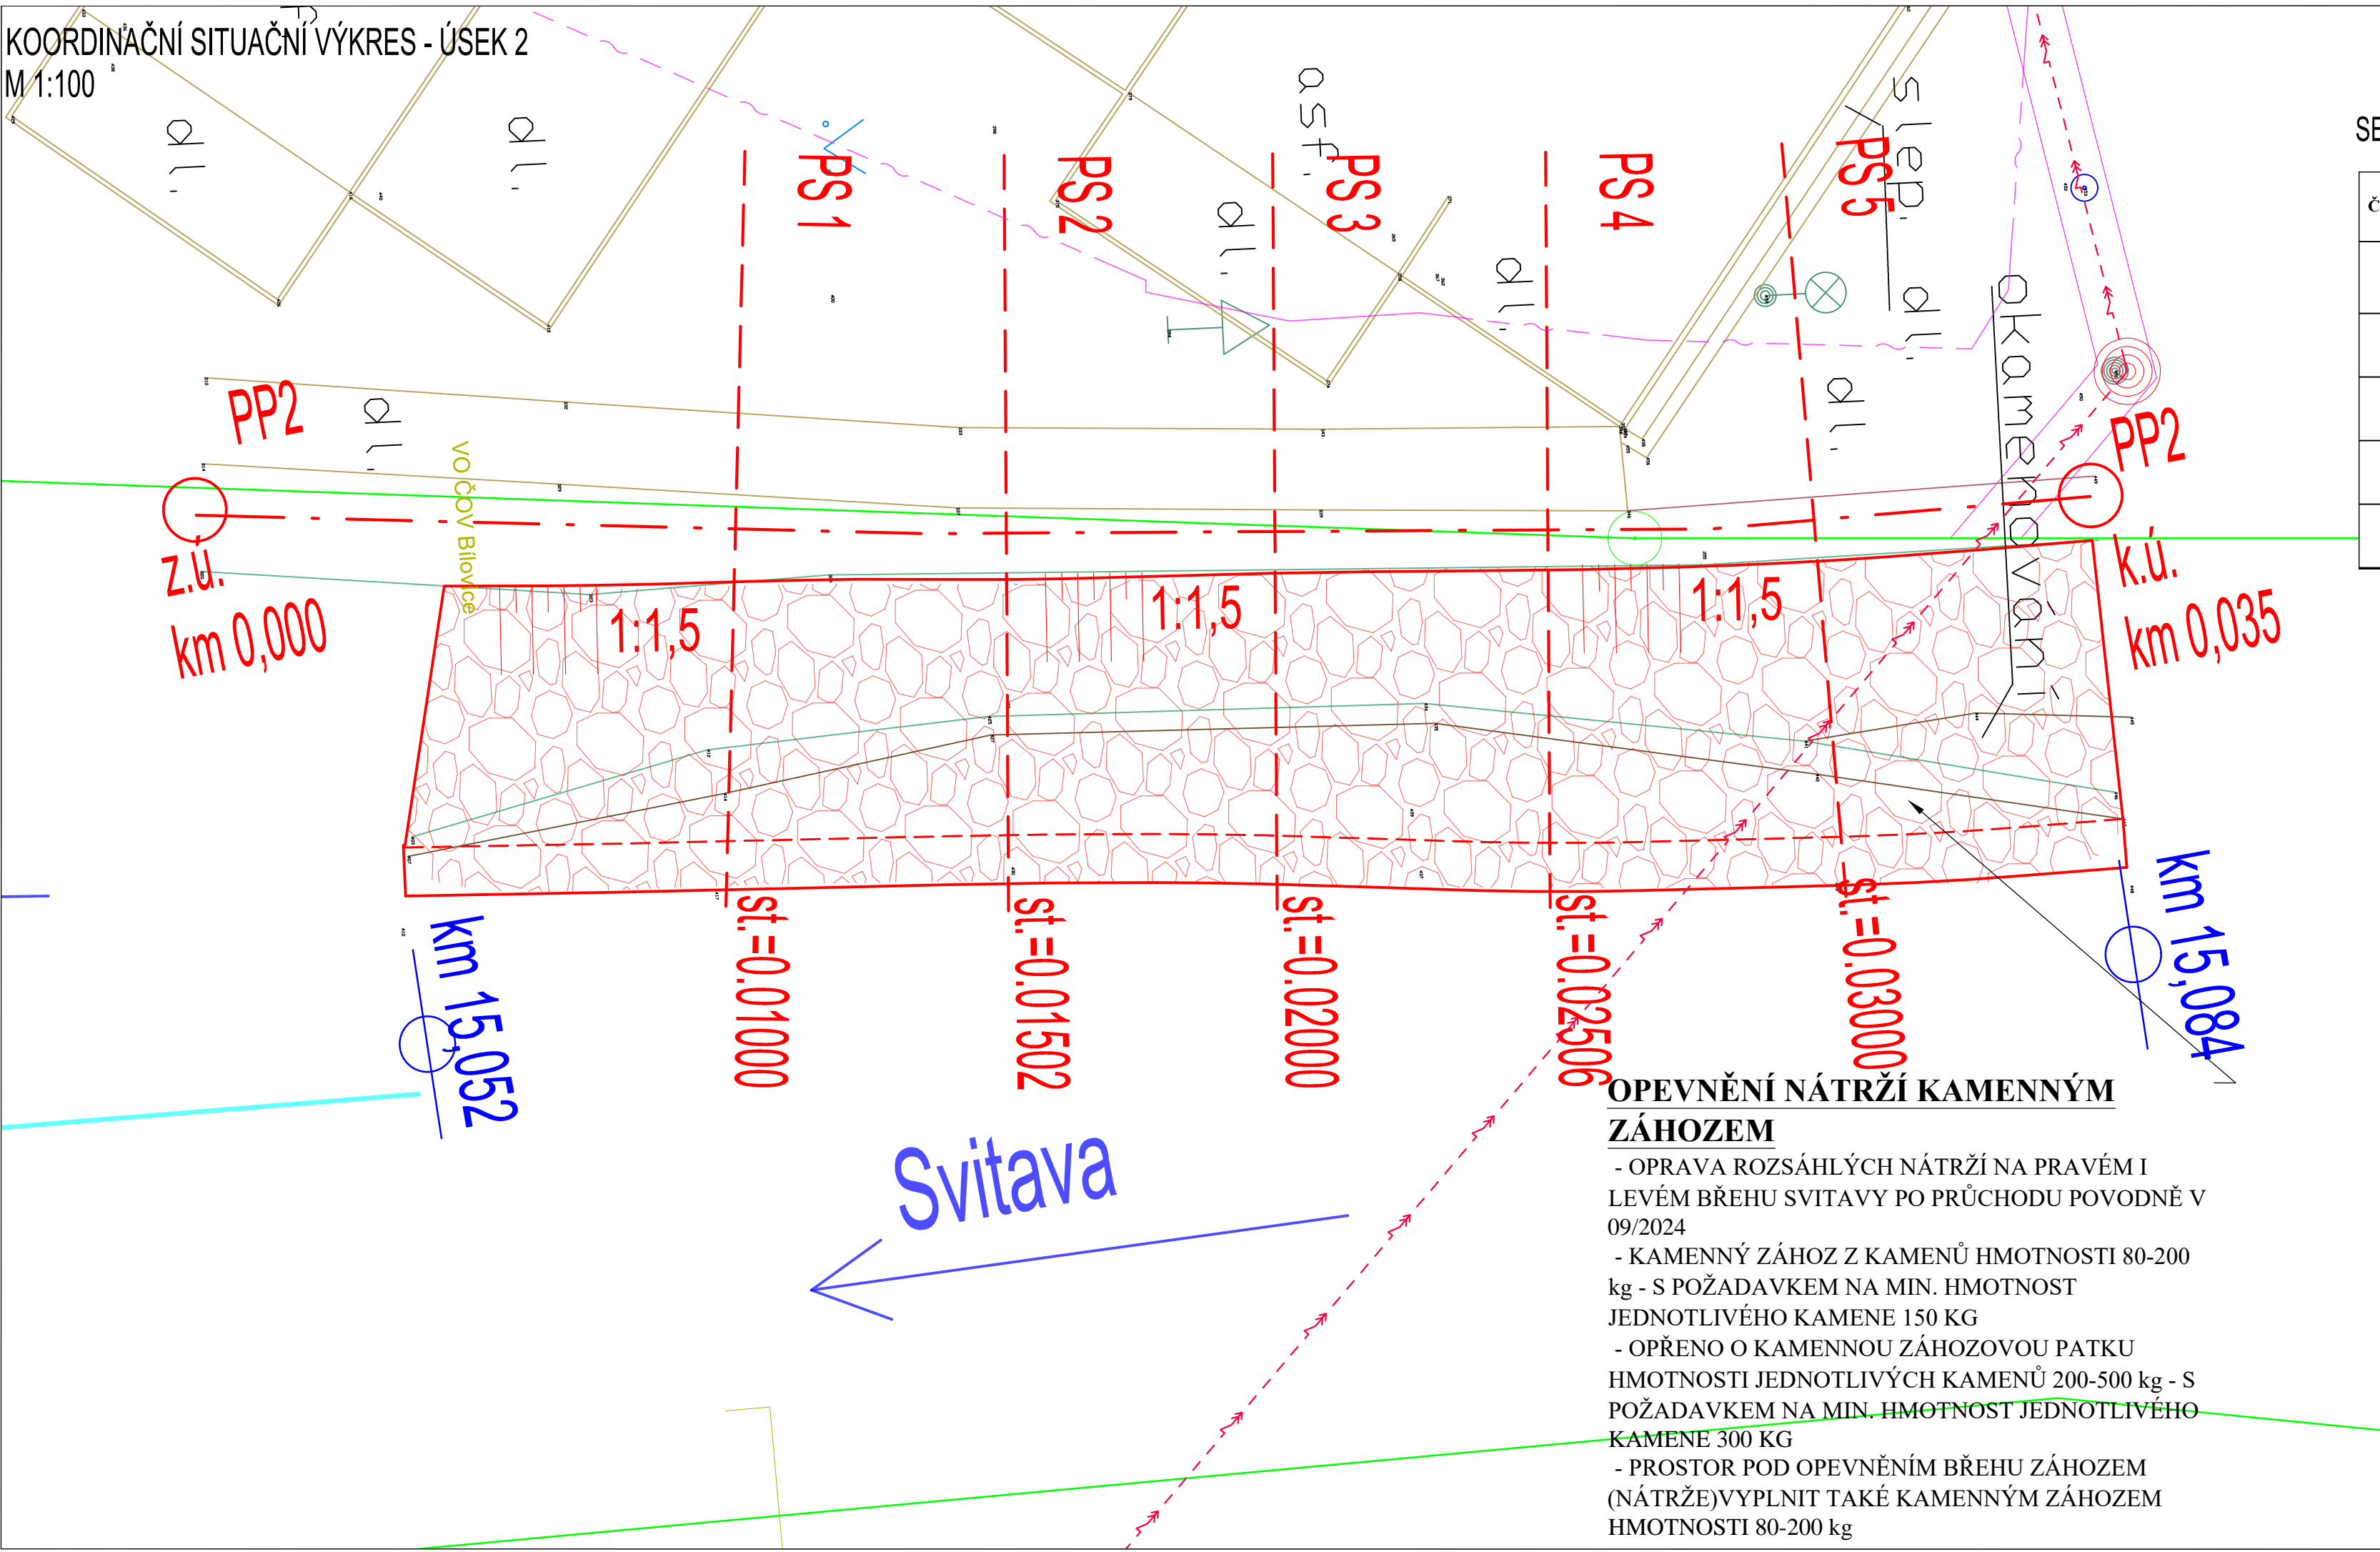 KOORDINAČNÍ SITUAČNÍ VÝKRES - ÚSEK 2
M 1:100
dl.
dl.
asf.
dl.
dl.
šlep.
dl.
dl.
dl.
okamenování
SE
Č
PS 1
PS 2
PS 3
PS 4
PS 5
PP2
z.ú.
km 0,000
VO ČOV Bílovice
PP2
k.ú.
km 0,035
1:1,5
1:1,5
1:1,5
st.=0.01000
st.=0.01502
st.=0.02000
st.=0.02506
st.=0.03000
km 15,052
km 15,084
Svitava
OPEVNĚNÍ NÁTRŽÍ KAMENNÝM
ZÁHOZEM
- OPRAVA ROZSÁHLÝCH NÁTRŽÍ NA PRAVÉM I
LEVÉM BŘEHU SVITAVY PO PRŮCHODU POVODNĚ V
09/2024
- KAMENNÝ ZÁHOZ Z KAMENŮ HMOTNOSTI 80-200
kg - S POŽADAVKEM NA MIN. HMOTNOST
JEDNOTLIVÉHO KAMENE 150 KG
- OPŘENO O KAMENNOU ZÁHOZOVOU PATKU
HMOTNOSTI JEDNOTLIVÝCH KAMENŮ 200-500 kg - S
POŽADAVKEM NA MIN. HMOTNOST JEDNOTLIVÉHO
KAMENE 300 KG
- PROSTOR POD OPEVNĚNÍM BŘEHU ZÁHOZEM
(NÁTRŽE)VYPLNIT TAKÉ KAMENNÝM ZÁHOZEM
HMOTNOSTI 80-200 kg